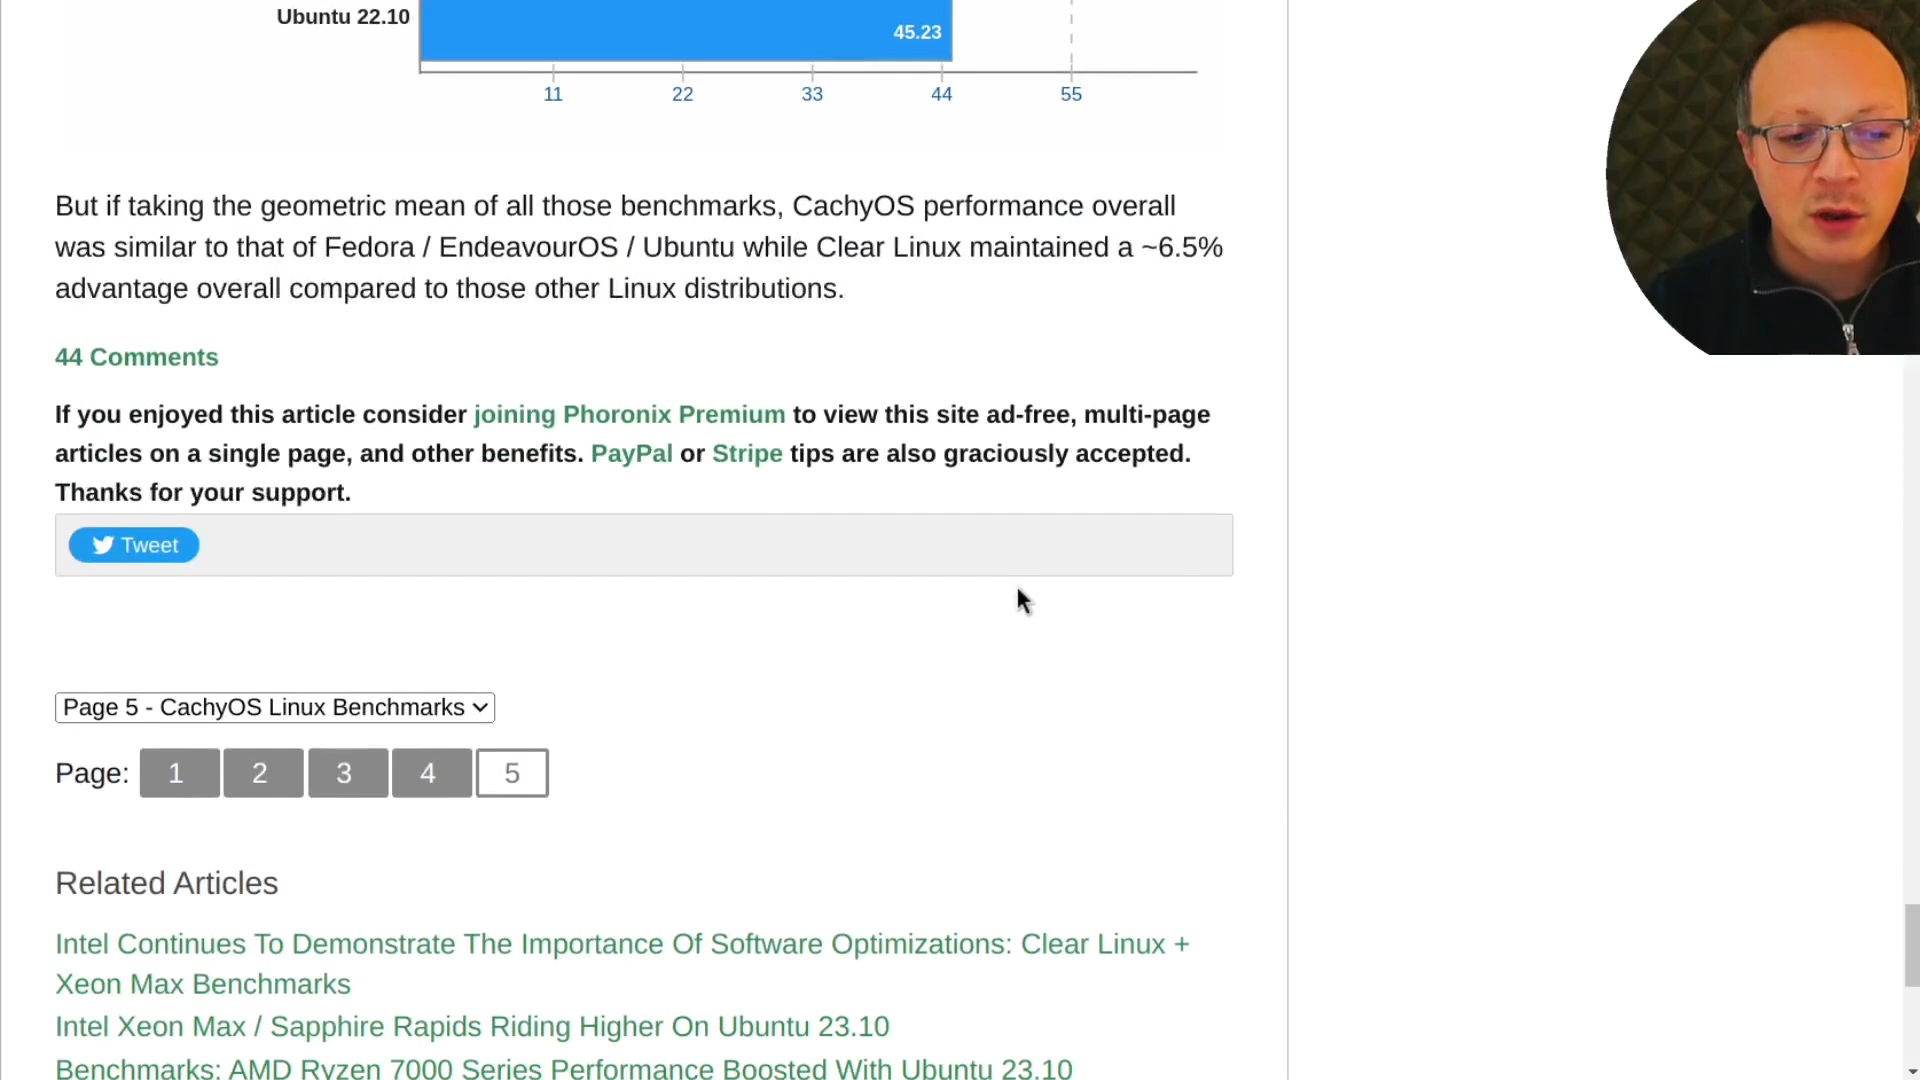 Ubuntu 22.10
45.23
11 22 33 44 55
But if taking the geometric mean of all those benchmarks, CachyOS performance overall
was similar to that of Fedora / EndeavourOS / Ubuntu while Clear Linux maintained a ~6.5%
advantage overall compared to those other Linux distributions.
44 Comments
If you enjoyed this article consider joining Phoronix Premium to view this site ad-free, multi-page
articles on a single page, and other benefits. PayPal or Stripe tips are also graciously accepted.
Thanks for your support.
Tweet
Page 5 - CachyOS Linux Benchmarks
Page: 1 2 3 4 5
Related Articles
Intel Continues To Demonstrate The Importance Of Software Optimizations: Clear Linux +
Xeon Max Benchmarks
Intel Xeon Max / Sapphire Rapids Riding Higher On Ubuntu 23.10
Benchmarks: AMD Ryzen 7000 Series Performance Boosted With Ubuntu 23.10